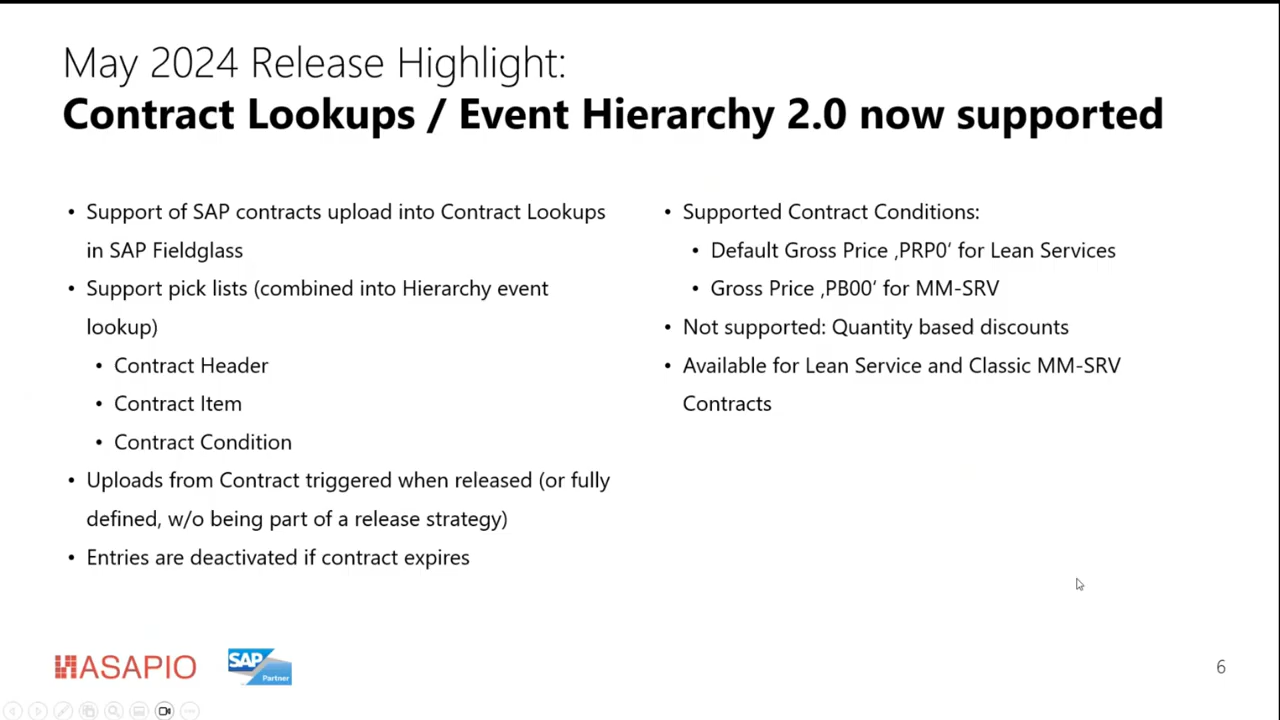 May 2024 Release Highlight:
Contract Lookups / Event Hierarchy 2.0 now supported
• Support of SAP contracts upload into Contract Lookups
in SAP Fieldglass
• Support pick lists (combined into Hierarchy event
lookup)
• Contract Header
• Contract Item
• Contract Condition
• Uploads from Contract triggered when released (or fully
defined, w/o being part of a release strategy)
• Entries are deactivated if contract expires
• Supported Contract Conditions:
• Default Gross Price ‚PRP0‘ for Lean Services
• Gross Price ‚PB00‘ for MM-SRV
• Not supported: Quantity based discounts
• Available for Lean Service and Classic MM-SRV
Contracts
ASAPIO
SAP
Partner
6